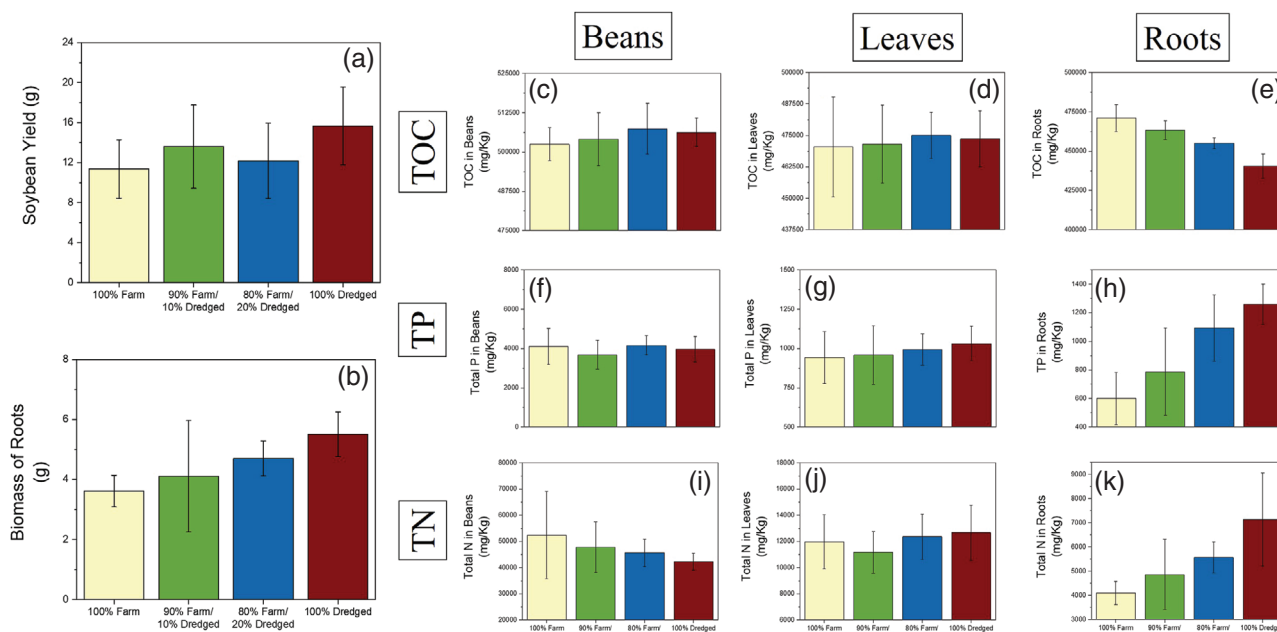 Beans
Leaves
Roots
TOC
TP
TN
(a)
Soybean Yield (g)
24
20
16
12
8
4
0
100% Farm
90% Farm/
10% Dredged
80% Farm/
20% Dredged
100% Dredged
(b)
Biomass of Roots
(g)
8
6
4
2
0
100% Farm
90% Farm/
10% Dredged
80% Farm/
20% Dredged
100% Dredged
(c)
TOC in Beans
(mg/Kg)
525000
512500
500000
487500
475000
(d)
TOC in Leaves
(mg/Kg)
500000
487500
475000
462500
450000
437500
(e)
TOC in Roots
(mg/Kg)
500000
475000
450000
425000
400000
(f)
Total P in Beans
(mg/Kg)
8000
6000
4000
2000
0
(g)
Total P in Leaves
(mg/Kg)
1500
1250
1000
750
500
(h)
TP in Roots
(mg/Kg)
1400
1200
1000
800
600
400
(i)
Total N in Beans
(mg/Kg)
80000
70000
60000
50000
40000
30000
20000
100% Farm
90% Farm/
80% Farm/
100% Dredged
(j)
Total N in Leaves
(mg/Kg)
18000
16000
14000
12000
10000
8000
6000
100% Farm
90% Farm/
80% Farm/
100% Dredged
(k)
Total N in Roots
(mg/Kg)
9000
8000
7000
6000
5000
4000
3000
100% Farm
90% Farm/
80% Farm/
100% Dredged